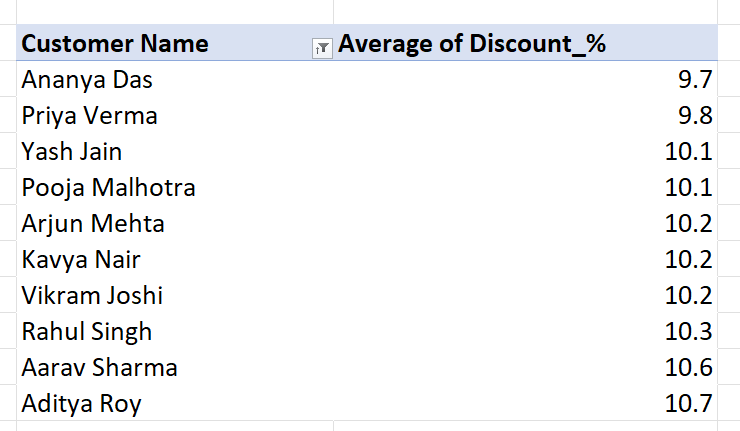 Customer Name Average of Discount_%
Ananya Das 9.7
Priya Verma 9.8
Yash Jain 10.1
Pooja Malhotra 10.1
Arjun Mehta 10.2
Kavya Nair 10.2
Vikram Joshi 10.2
Rahul Singh 10.3
Aarav Sharma 10.6
Aditya Roy 10.7